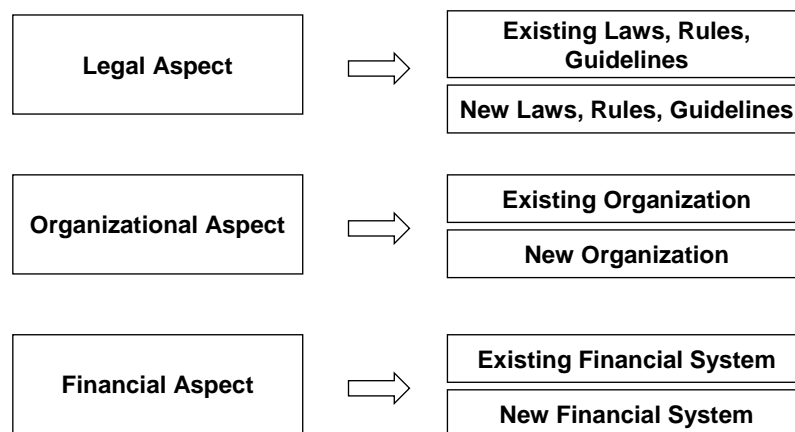 Legal Aspect
Existing Laws, Rules,
Guidelines
New Laws, Rules, Guidelines
Organizational Aspect
Existing Organization
New Organization
Financial Aspect
Existing Financial System
New Financial System